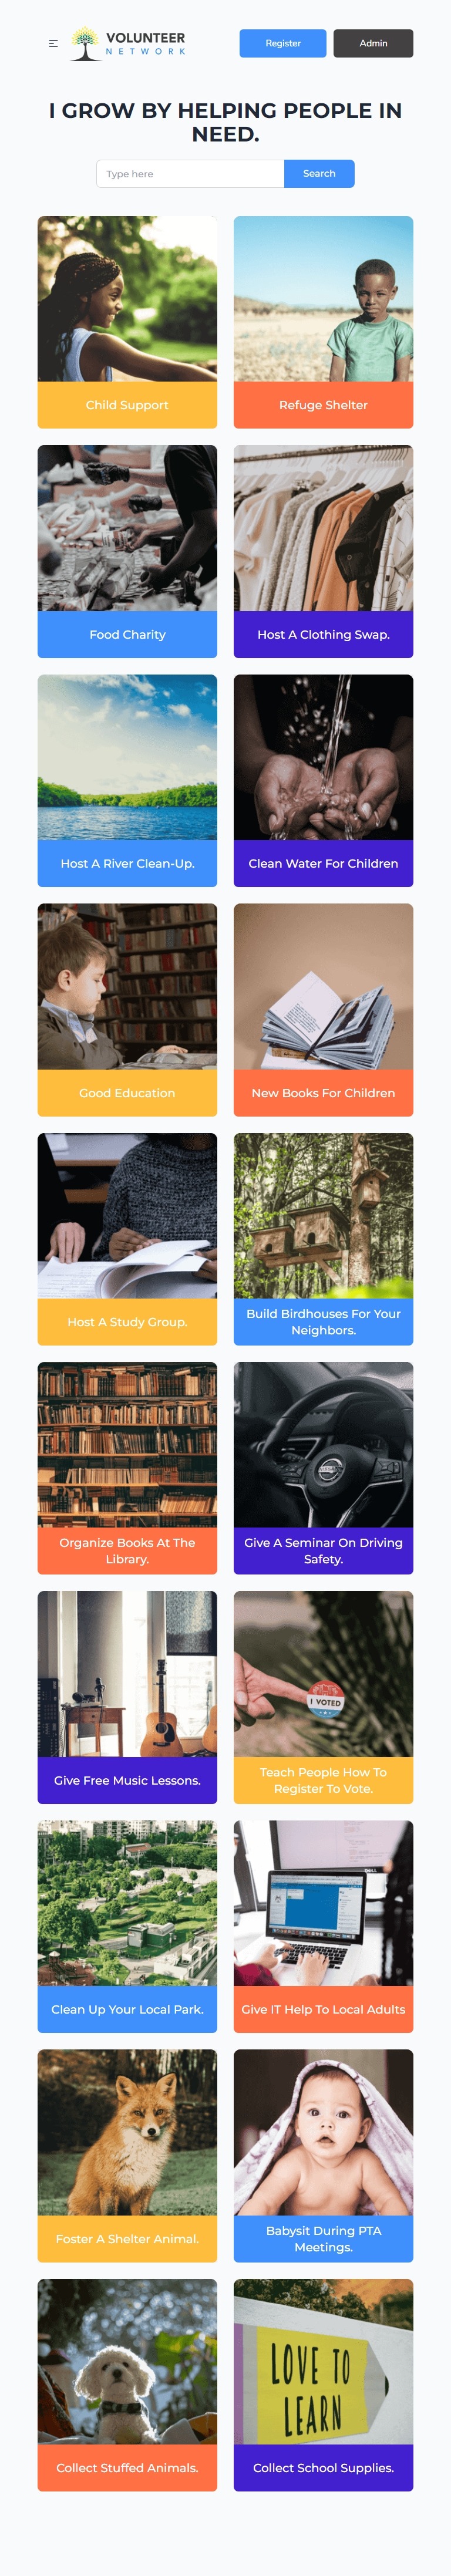 VOLUNTEER
NETWORK
Register
Admin
I GROW BY HELPING PEOPLE IN
NEED.
Type here
Search
Child Support
Refuge Shelter
Food Charity
Host A Clothing Swap.
Host A River Clean-Up.
Clean Water For Children
Good Education
New Books For Children
Host A Study Group.
Build Birdhouses For Your
Neighbors.
Organize Books At The
Library.
Give A Seminar On Driving
Safety.
I VOTED
Give Free Music Lessons.
Teach People How To
Register To Vote.
Clean Up Your Local Park.
Give IT Help To Local Adults
Foster A Shelter Animal.
Babysit During PTA
Meetings.
LOVE TO
LEARN
Collect Stuffed Animals.
Collect School Supplies.